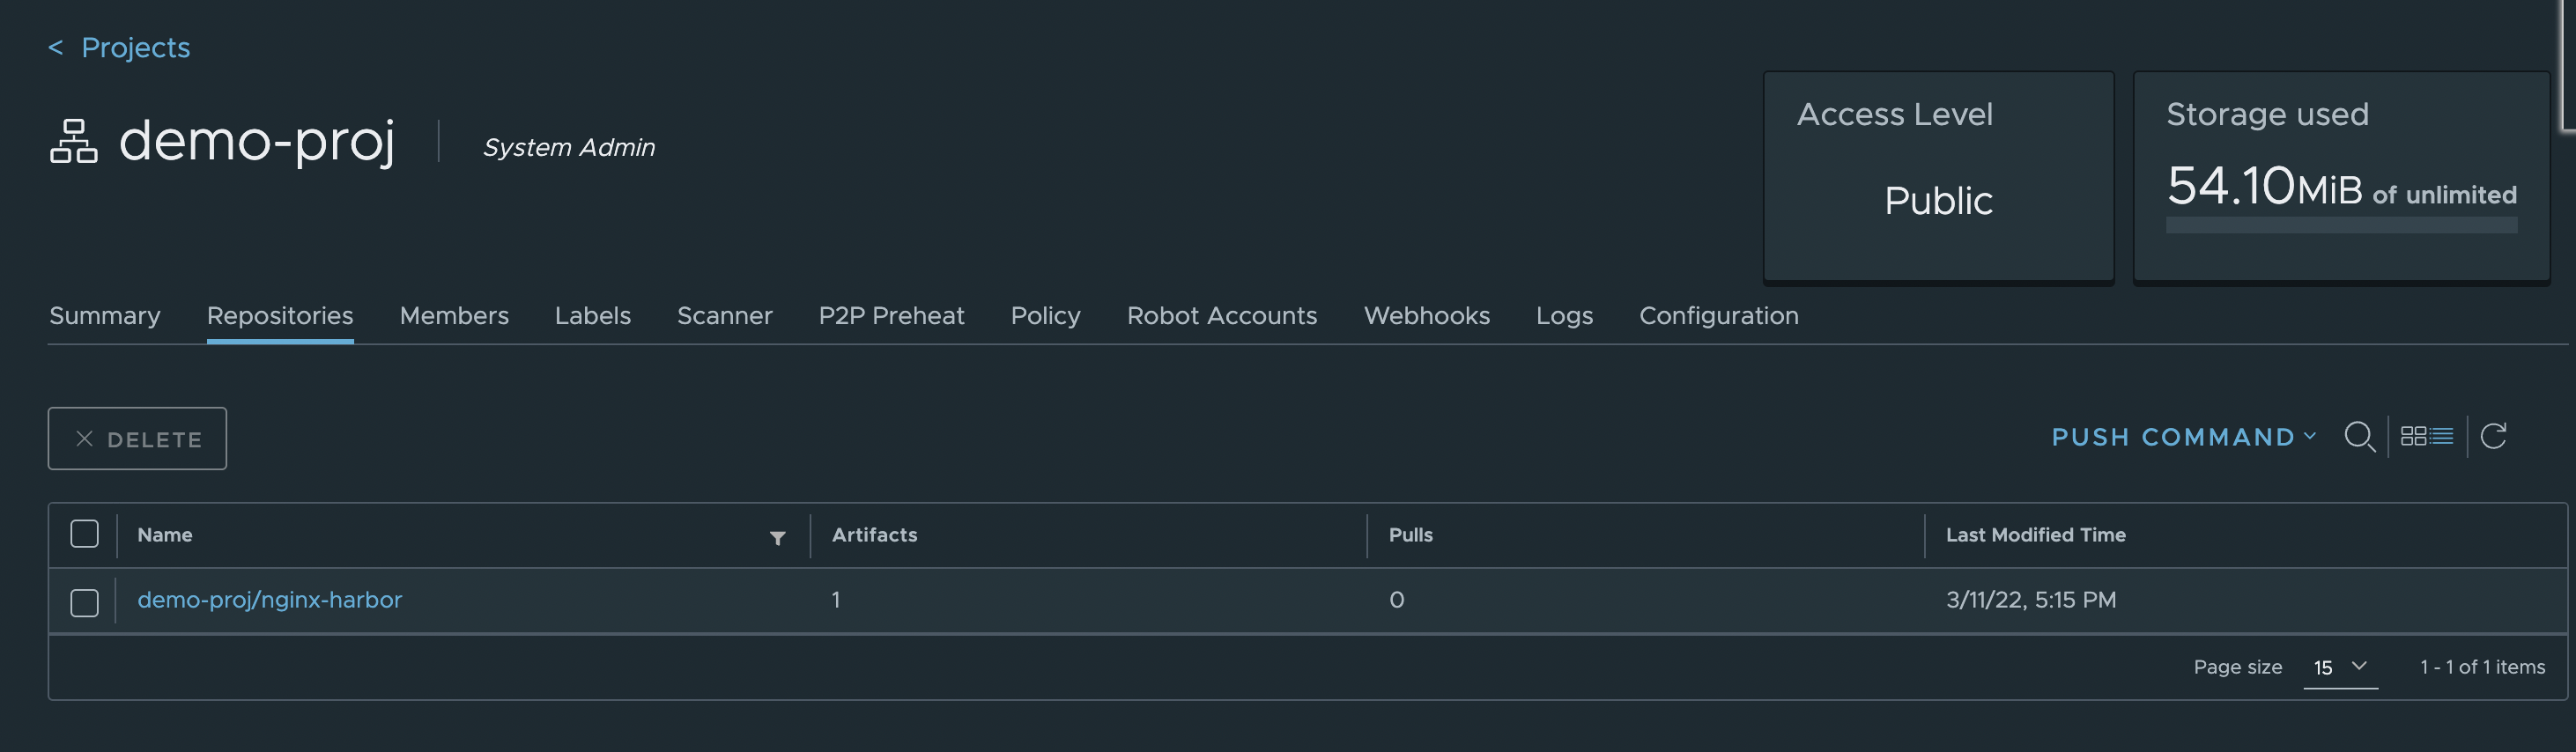 < Projects
demo-proj System Admin
Access Level
Public
Storage used
54.10MiB of unlimited
Summary Repositories Members Labels Scanner P2P Preheat Policy Robot Accounts Webhooks Logs Configuration
DELETE PUSH COMMAND
Name Artifacts Pulls Last Modified Time
demo-proj/nginx-harbor 1 0 3/11/22, 5:15 PM
Page size 15 1 - 1 of 1 items